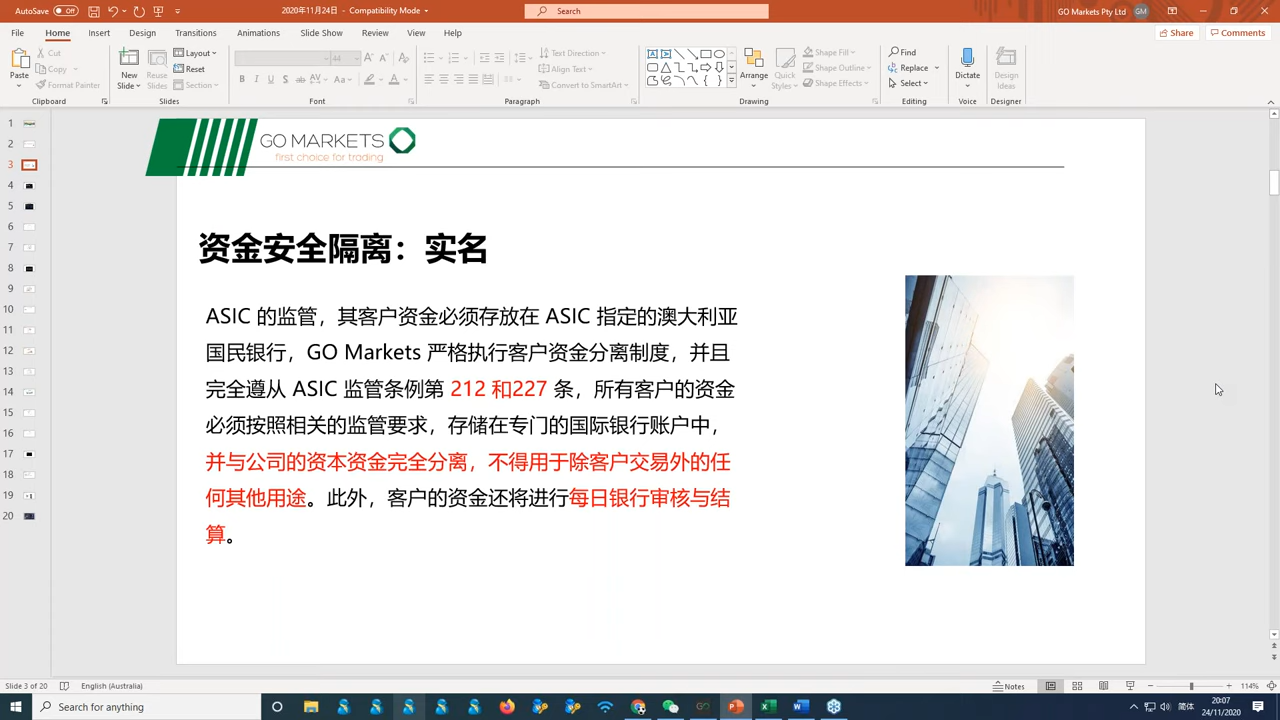 AutoSave Off
2020年11月24日 - Last Modified: 8m ago
Search
GO Markets Pty Ltd GM
File Home Insert Design Transitions Animations Slide Show Review View Help
Share Comments
Paste Cut Copy Format Painter
Clipboard
New Slide Reuse Slides Layout Reset Section
Slides
44
Font
Text Direction Align Text Convert to SmartArt
Paragraph
Arrange Quick Styles Shape Fill Shape Outline Shape Effects
Drawing
Find Replace Select
Editing
Dictate
Voice
Design Ideas
Designer
1
2
3
4
5
6
7
8
9
10
11
12
13
14
15
16
17
18
19
20
GO MARKETS
first choice for trading
资金安全隔离：实名
ASIC 的监管，其客户资金必须存放在 ASIC 指定的澳大利亚
国民银行，GO Markets 严格执行客户资金分离制度，并且
完全遵从 ASIC 监管条例第 212 和227 条，所有客户的资金
必须按照相关的监管要求，存储在专门的国际银行账户中，
并与公司的资本资金完全分离，不得用于除客户交易外的任
何其他用途。此外，客户的资金还将进行每日银行审核与结
算。
Slide 3 of 20 English (Australia) Notes 114%
Search for anything
简体
20:07
24/11/2020